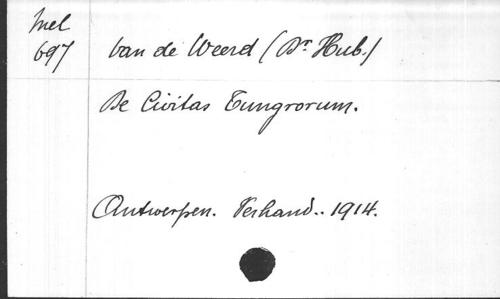 Mel
697
Van de Weerd (Dr Hub.)
De Civitas Tungrorum.
Antwerpen. Verhand.. 1914.